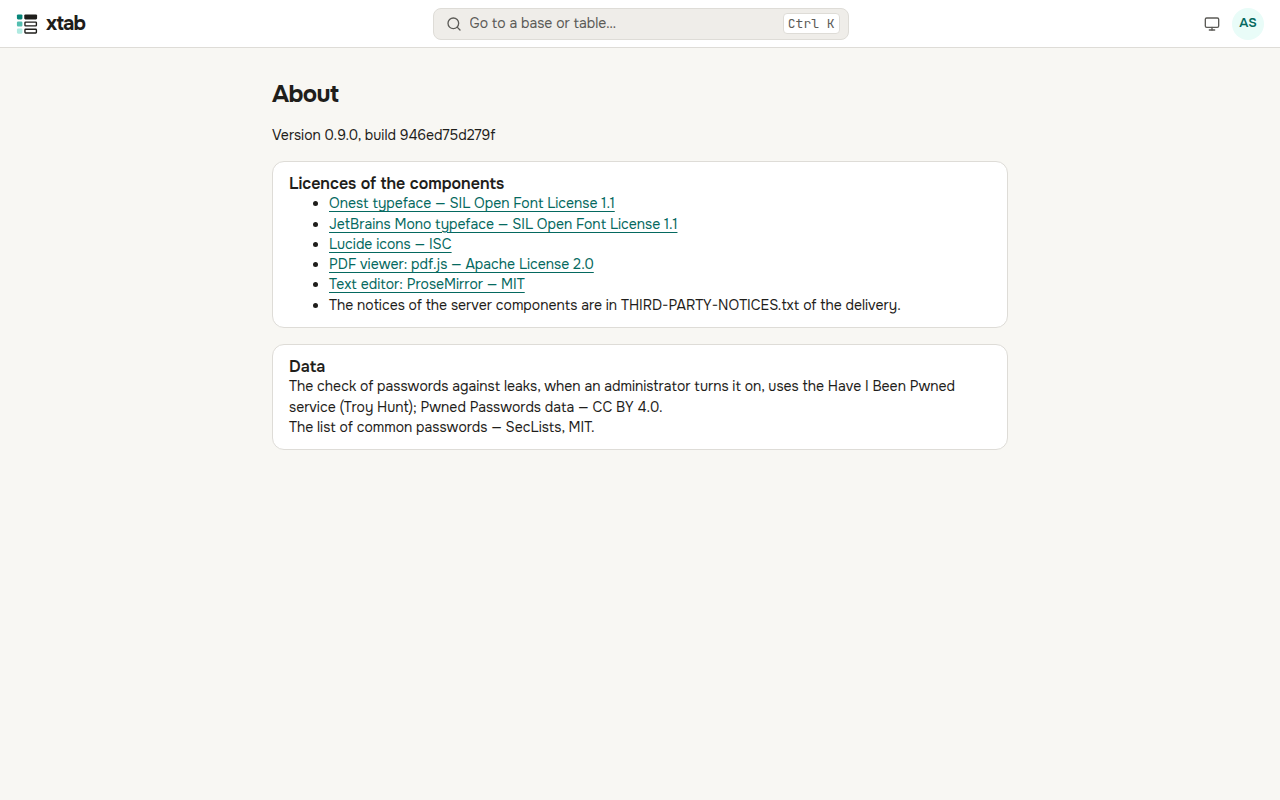 xtab
Go to a base or table...
Ctrl K
AS
About
Version 0.9.0, build 946ed75d279f
Licences of the components
Onest typeface — SIL Open Font License 1.1
JetBrains Mono typeface — SIL Open Font License 1.1
Lucide icons — ISC
PDF viewer: pdf.js — Apache License 2.0
Text editor: ProseMirror — MIT
The notices of the server components are in THIRD-PARTY-NOTICES.txt of the delivery.
Data
The check of passwords against leaks, when an administrator turns it on, uses the Have I Been Pwned
service (Troy Hunt); Pwned Passwords data — CC BY 4.0.
The list of common passwords — SecLists, MIT.